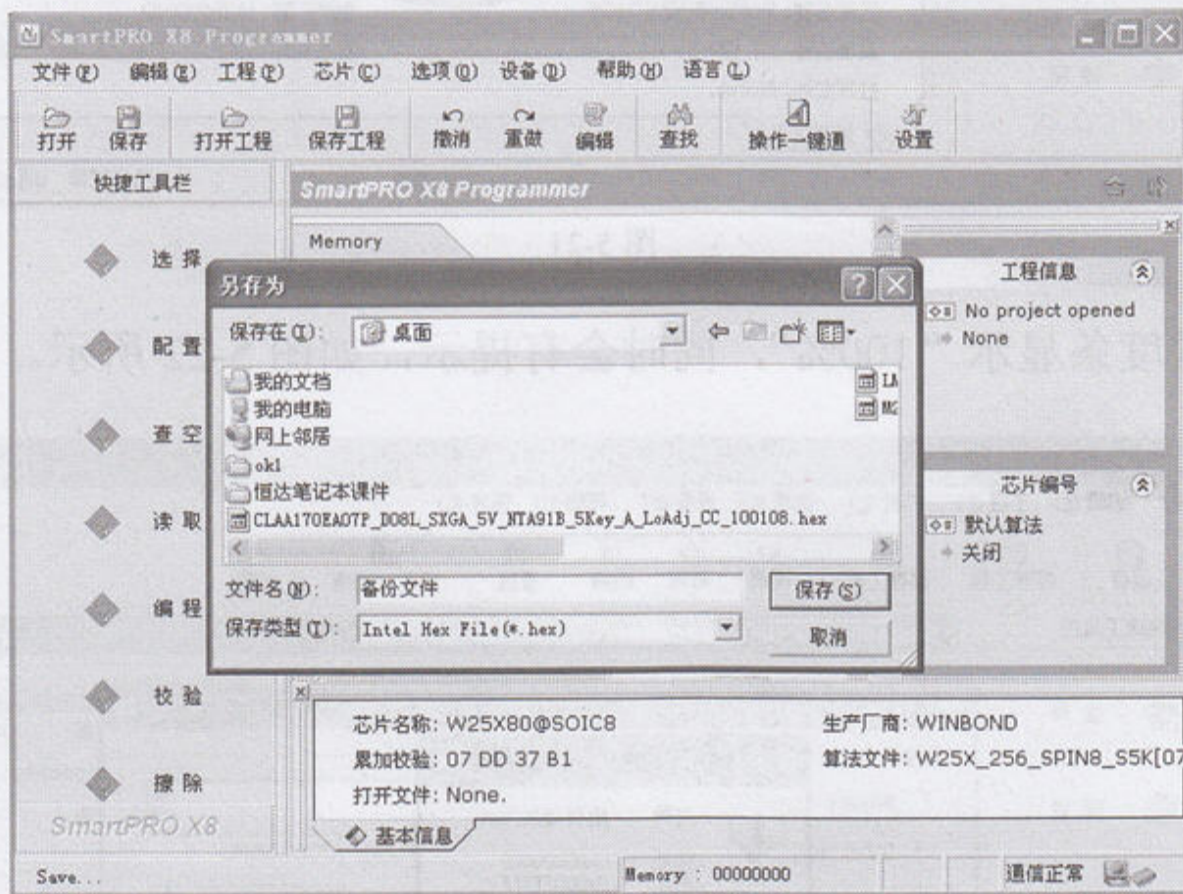 SmartPRO X8 Programmer
文件(F) 编辑(E) 工程(P) 芯片(C) 选项(O) 设备(D) 帮助(H) 语言(L)
打开 保存 打开工程 保存工程 撤消 重做 编辑 查找 操作一键通 设置
快捷工具栏
SmartPRO X8 Programmer
选择
配置
查空
读取
编程
校验
擦除
SmartPRO X8
Memory
另存为
保存在(I): 桌面
我的文档
我的电脑
网上邻居
ok1
恒达笔记本课件
CLAA170EA07P_D08L_SXGA_5V_NTA91B_5Key_A_LoAdj_CC_100108.hex
LM
文件名(N): 备份文件 保存(S)
保存类型(T): Intel Hex File(*.hex) 取消
工程信息
No project opened
None
芯片编号
默认算法
关闭
芯片名称: W25X80@SOIC8 生产厂商: WINBOND
累加校验: 07 DD 37 B1 算法文件: W25X_256_SPIN8_S5K[07
打开文件: None.
基本信息
Save... Memory : 00000000 通信正常